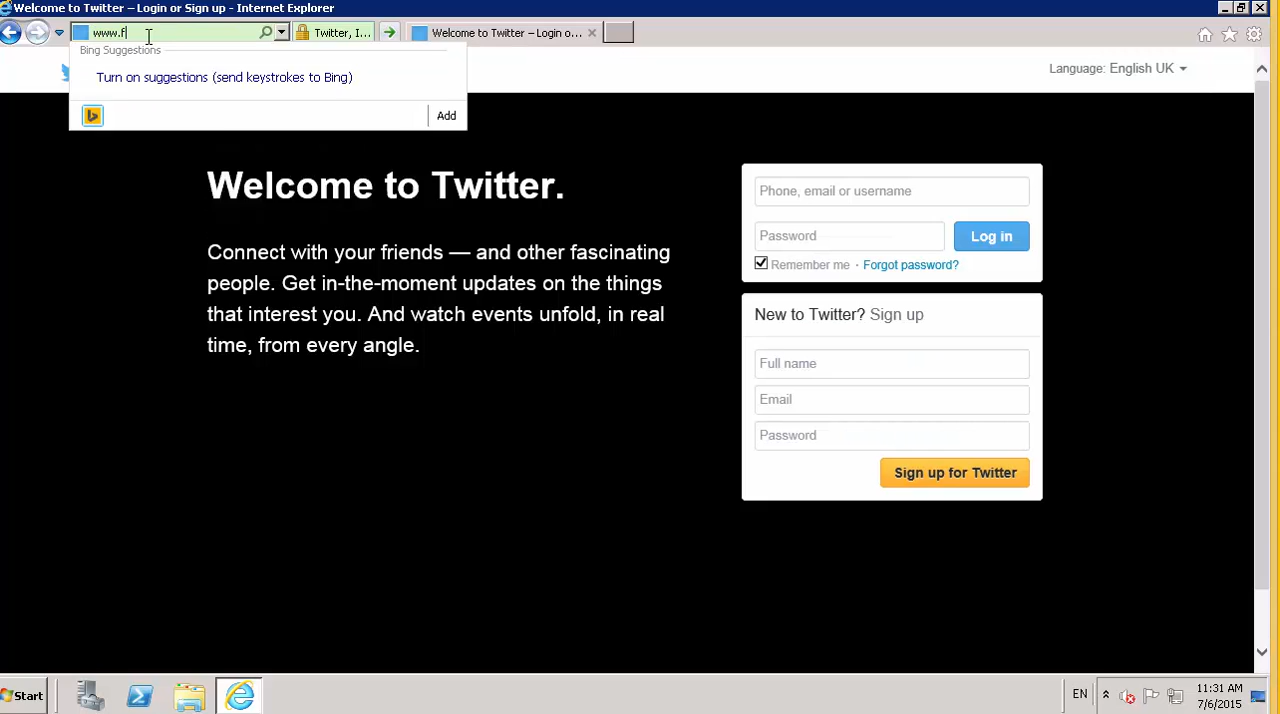 Welcome to Twitter – Login or Sign up - Internet Explorer
www.f
Twitter, I...
Welcome to Twitter – Login o...
Bing Suggestions
Turn on suggestions (send keystrokes to Bing)
Add
Language: English UK
Welcome to Twitter.
Connect with your friends — and other fascinating
people. Get in-the-moment updates on the things
that interest you. And watch events unfold, in real
time, from every angle.
Phone, email or username
Password
Log in
Remember me · Forgot password?
New to Twitter? Sign up
Full name
Email
Password
Sign up for Twitter
Start
EN
11:31 AM
7/6/2015